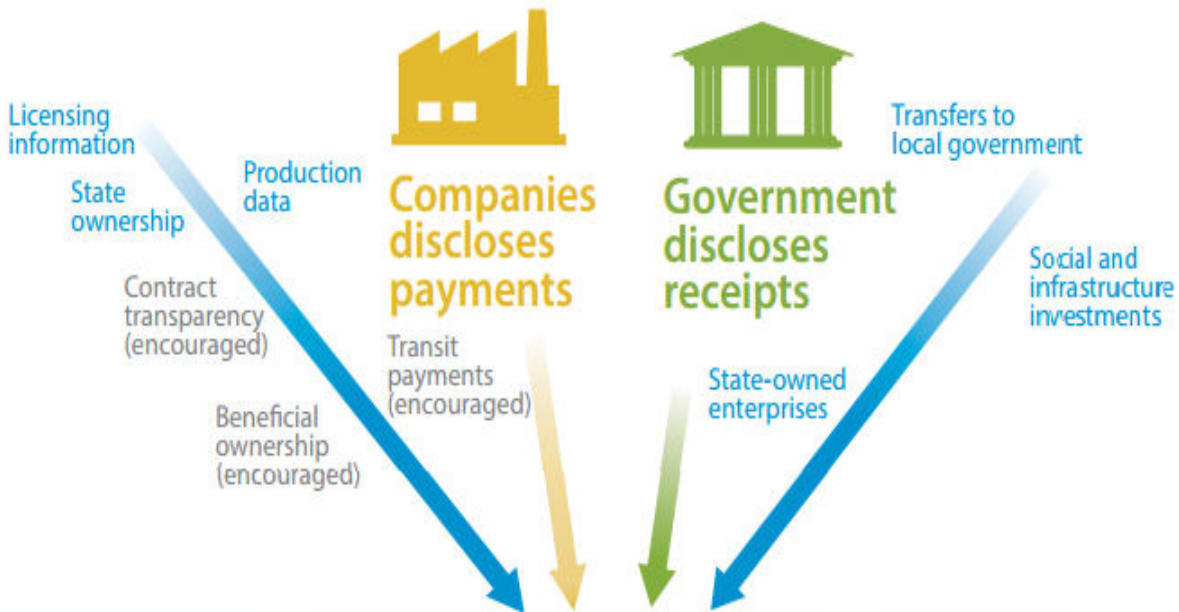 Licensing
information
State
ownership
Production
data
Contract
transparency
(encouraged)
Beneficial
ownership
(encouraged)
Companies
discloses
payments
Transit
payments
(encouraged)
Government
discloses
receipts
State-owned
enterprises
Transfers to
local government
Social and
infrastructure
investments